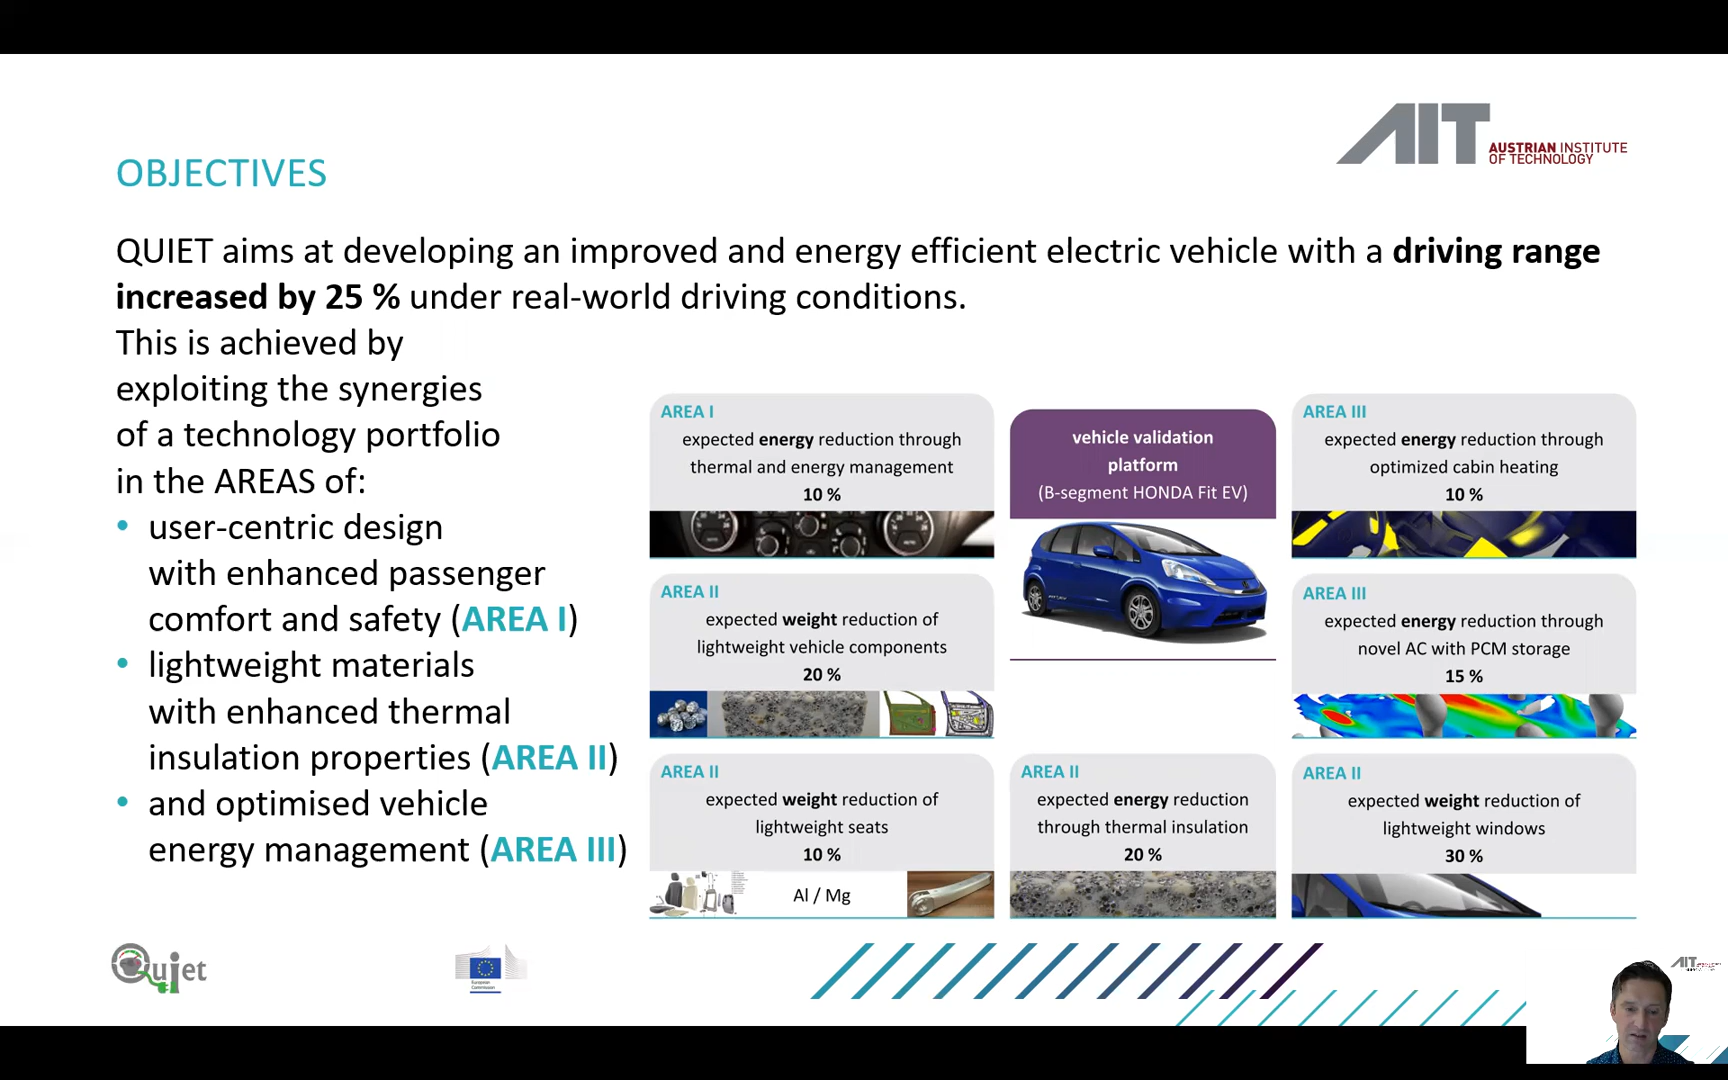 AIT
AUSTRIAN INSTITUTE
OF TECHNOLOGY
OBJECTIVES
QUIET aims at developing an improved and energy efficient electric vehicle with a driving range
increased by 25 % under real-world driving conditions.
This is achieved by
exploiting the synergies
of a technology portfolio
in the AREAS of:
• user-centric design
with enhanced passenger
comfort and safety (AREA I)
• lightweight materials
with enhanced thermal
insulation properties (AREA II)
• and optimised vehicle
energy management (AREA III)
AREA I
expected energy reduction through
thermal and energy management
10 %
vehicle validation
platform
(B-segment HONDA Fit EV)
AREA III
expected energy reduction through
optimized cabin heating
10 %
AREA II
expected weight reduction of
lightweight vehicle components
20 %
AREA III
expected energy reduction through
novel AC with PCM storage
15 %
AREA II
expected weight reduction of
lightweight seats
10 %
Al / Mg
AREA II
expected energy reduction
through thermal insulation
20 %
AREA II
expected weight reduction of
lightweight windows
30 %
Quiet
European
Commission
AIT